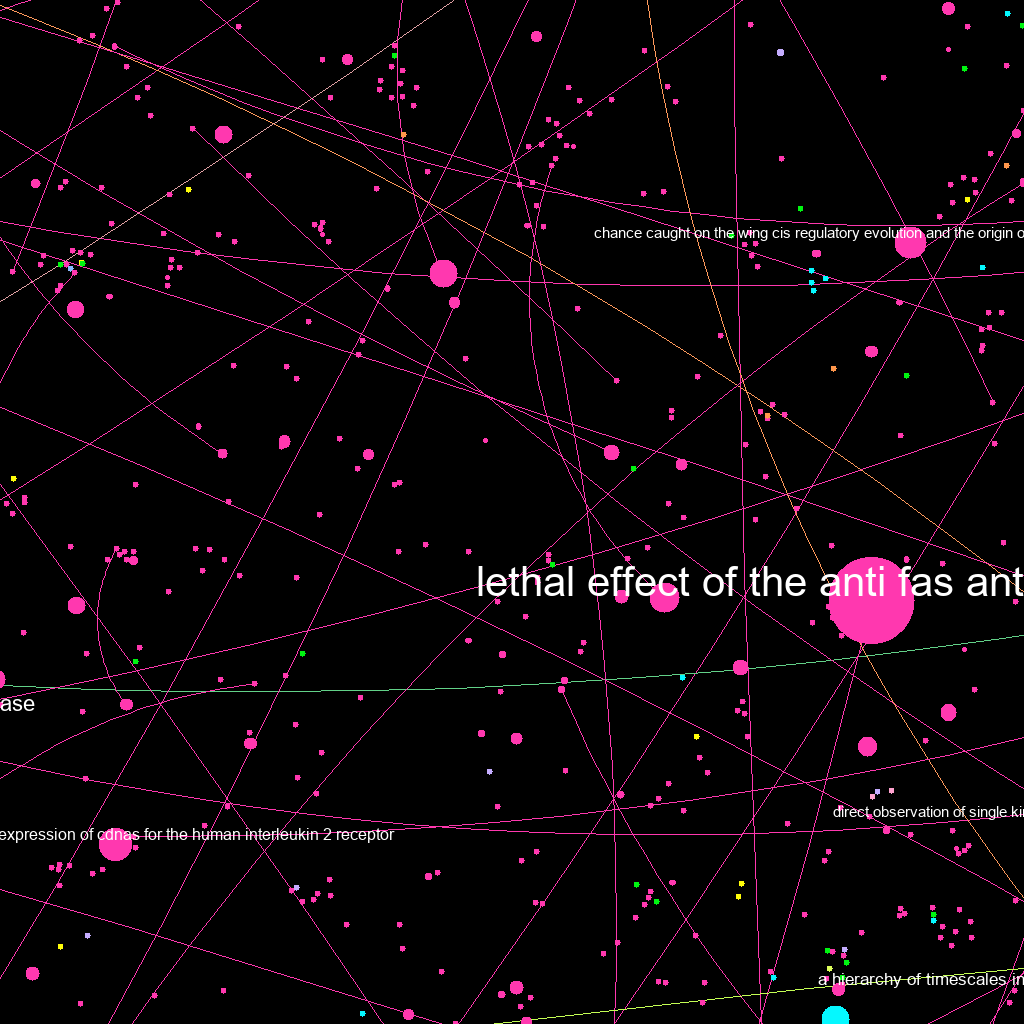 chance caught on the wing cis regulatory evolution and the origin o
lethal effect of the anti fas ant
ase
direct observation of single ki
expression of cdnas for the human interleukin 2 receptor
a hierarchy of timescales in